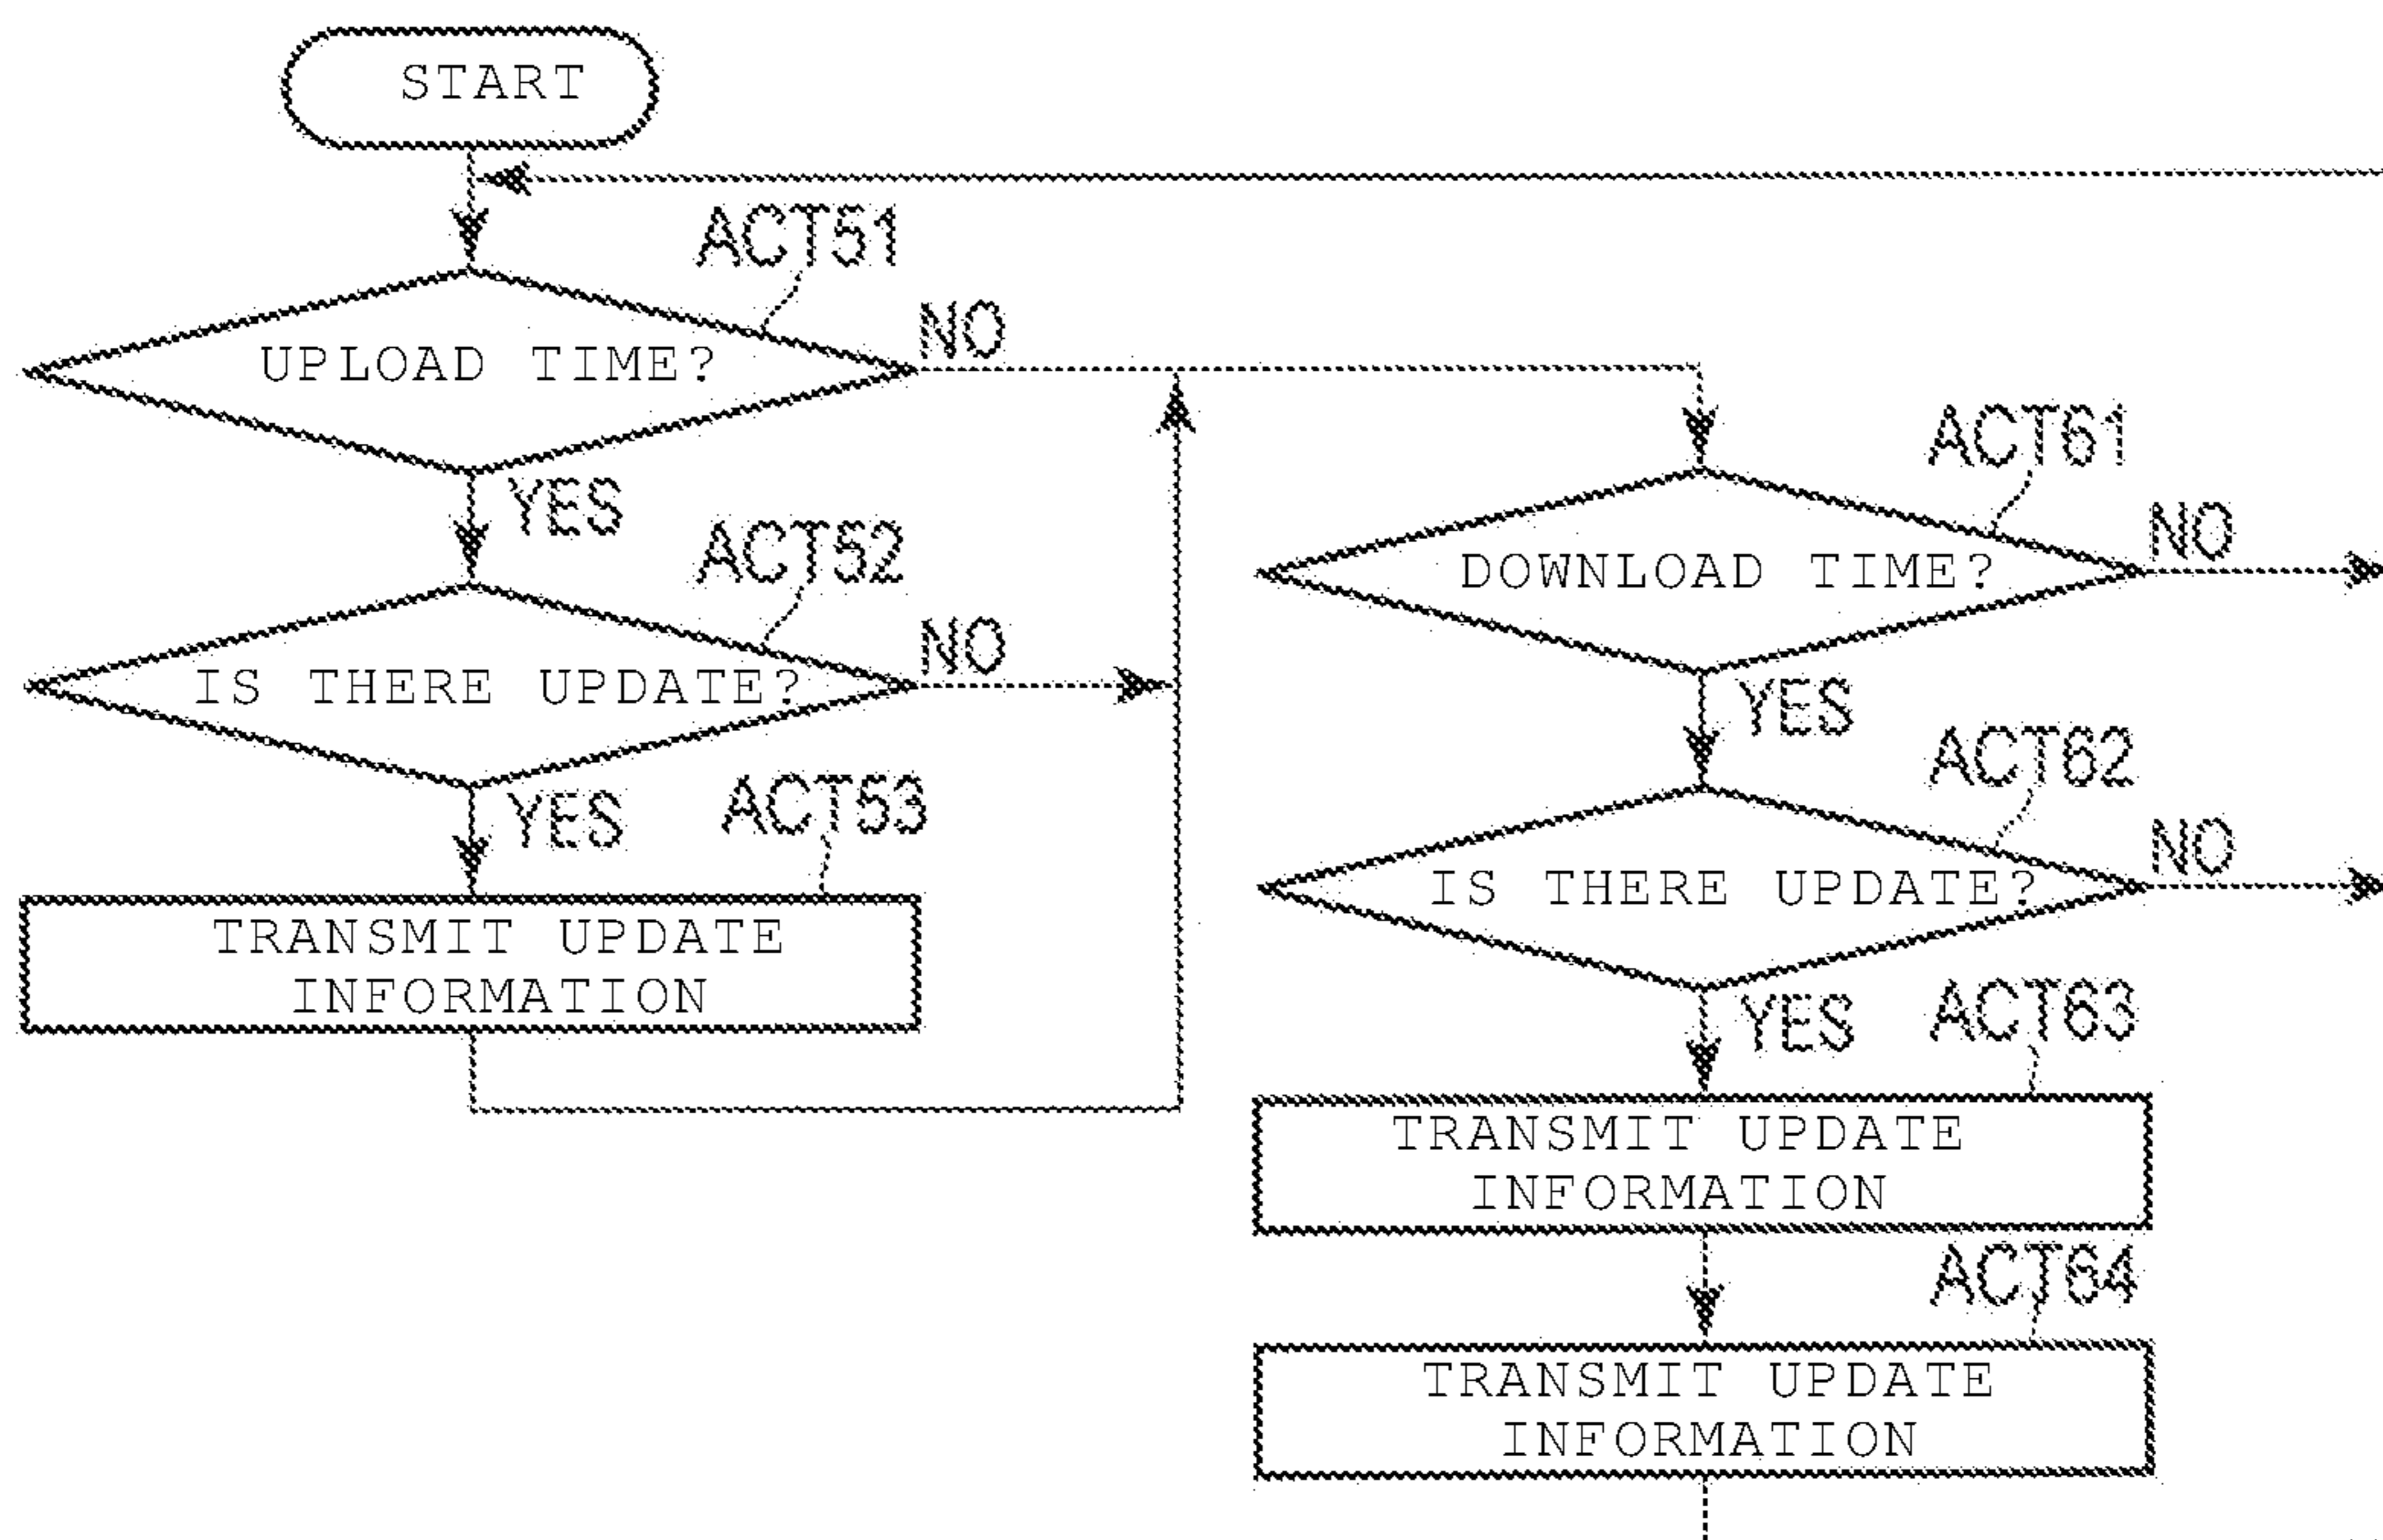 START
ACT51
UPLOAD TIME?
NO
YES
ACT52
IS THERE UPDATE?
NO
YES
ACT53
TRANSMIT UPDATE
INFORMATION
ACT61
DOWNLOAD TIME?
NO
YES
ACT62
IS THERE UPDATE?
NO
YES
ACT63
TRANSMIT UPDATE
INFORMATION
ACT64
TRANSMIT UPDATE
INFORMATION